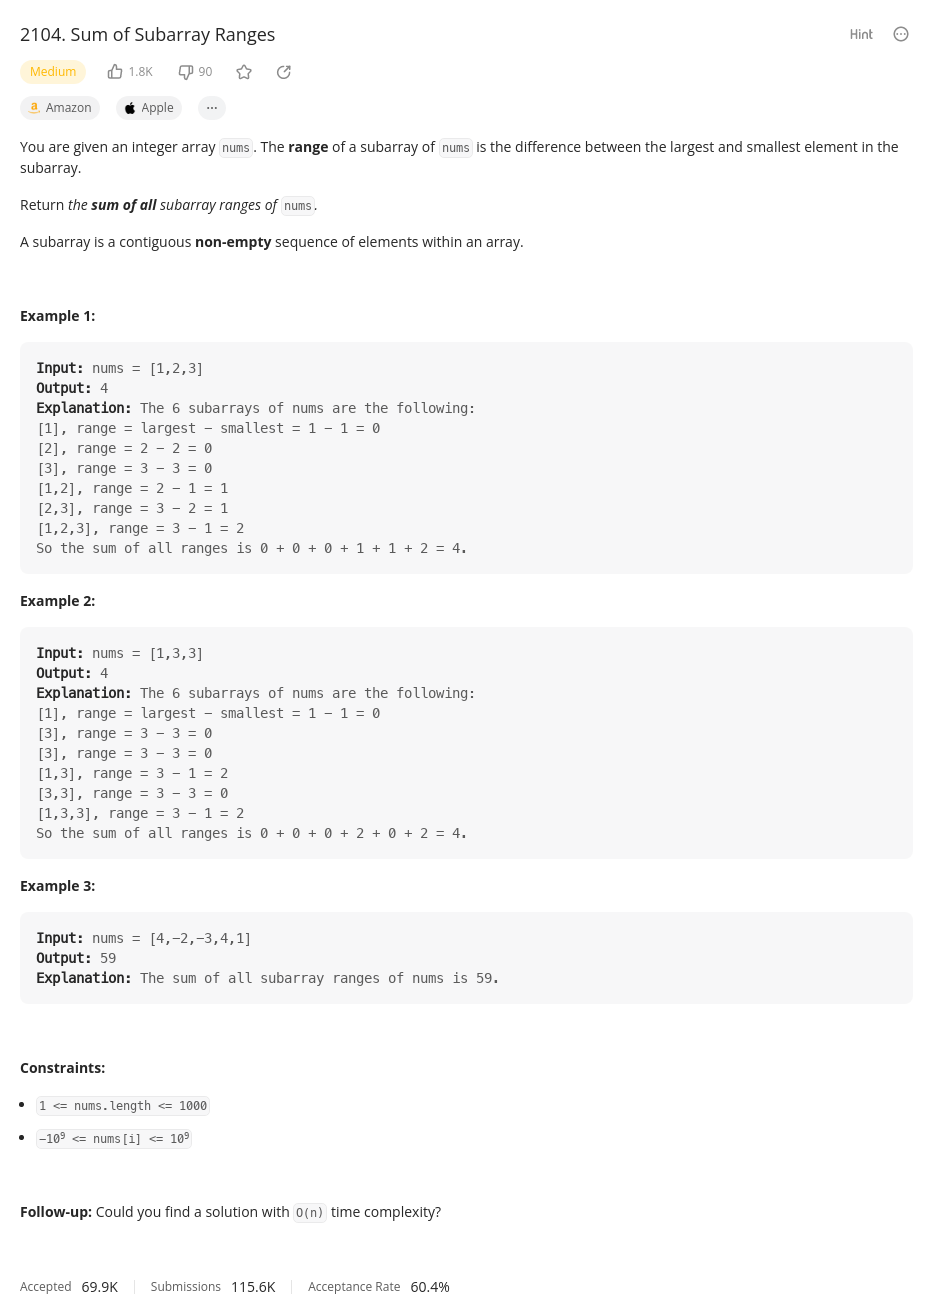 2104. Sum of Subarray Ranges
Hint
Medium 1.8K 90
Amazon Apple ...
You are given an integer array nums. The range of a subarray of nums is the difference between the largest and smallest element in the
subarray.
Return the sum of all subarray ranges of nums.
A subarray is a contiguous non-empty sequence of elements within an array.
Example 1:
Input: nums = [1,2,3]
Output: 4
Explanation: The 6 subarrays of nums are the following:
[1], range = largest − smallest = 1 − 1 = 0
[2], range = 2 − 2 = 0
[3], range = 3 − 3 = 0
[1,2], range = 2 − 1 = 1
[2,3], range = 3 − 2 = 1
[1,2,3], range = 3 − 1 = 2
So the sum of all ranges is 0 + 0 + 0 + 1 + 1 + 2 = 4.
Example 2:
Input: nums = [1,3,3]
Output: 4
Explanation: The 6 subarrays of nums are the following:
[1], range = largest − smallest = 1 − 1 = 0
[3], range = 3 − 3 = 0
[3], range = 3 − 3 = 0
[1,3], range = 3 − 1 = 2
[3,3], range = 3 − 3 = 0
[1,3,3], range = 3 − 1 = 2
So the sum of all ranges is 0 + 0 + 0 + 2 + 0 + 2 = 4.
Example 3:
Input: nums = [4,−2,−3,4,1]
Output: 59
Explanation: The sum of all subarray ranges of nums is 59.
Constraints:
• 1 <= nums.length <= 1000
• −10⁹ <= nums[i] <= 10⁹
Follow-up: Could you find a solution with O(n) time complexity?
Accepted 69.9K Submissions 115.6K Acceptance Rate 60.4%